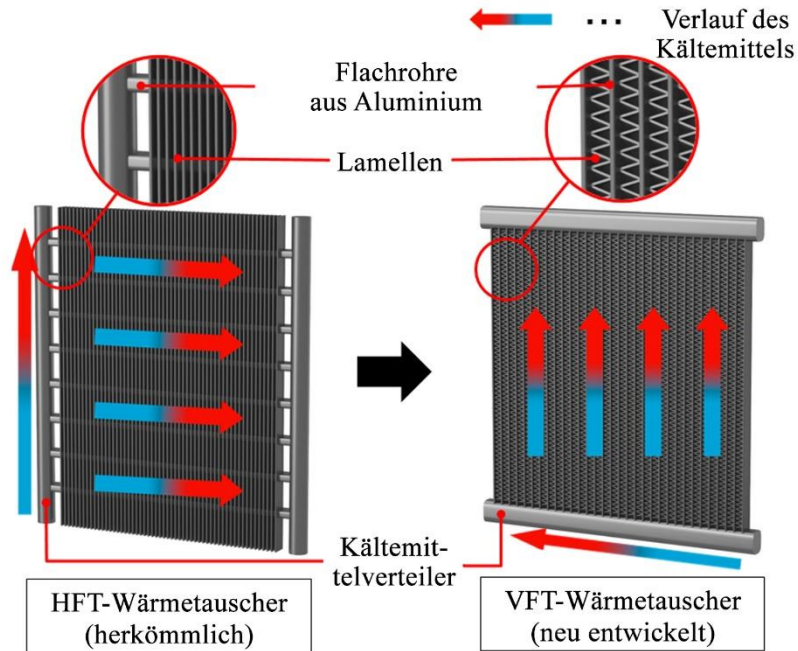 ... Verlauf des
Kältemittels
Flachrohre
aus Aluminium
Lamellen
Kältemit-
telverteiler
HFT-Wärmetauscher
(herkömmlich)
VFT-Wärmetauscher
(neu entwickelt)